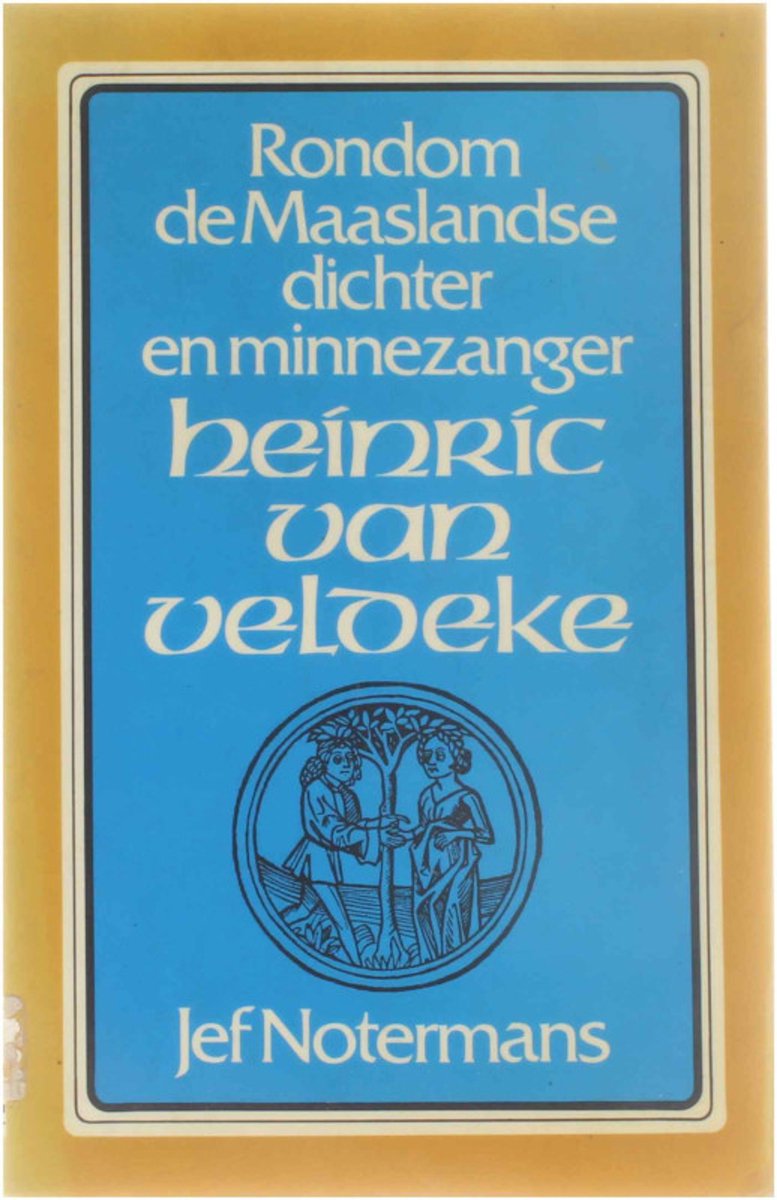 Rondom
de Maaslandse
dichter
en minnezanger
heinric
van
veldeke
Jef Notermans